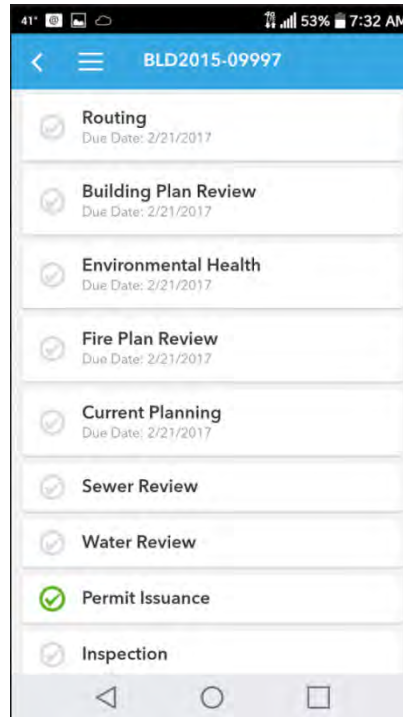 41° 53% 7:32 AM
BLD2015-09997
Routing
Due Date: 2/21/2017
Building Plan Review
Due Date: 2/21/2017
Environmental Health
Due Date: 2/21/2017
Fire Plan Review
Due Date: 2/21/2017
Current Planning
Due Date: 2/21/2017
Sewer Review
Water Review
Permit Issuance
Inspection